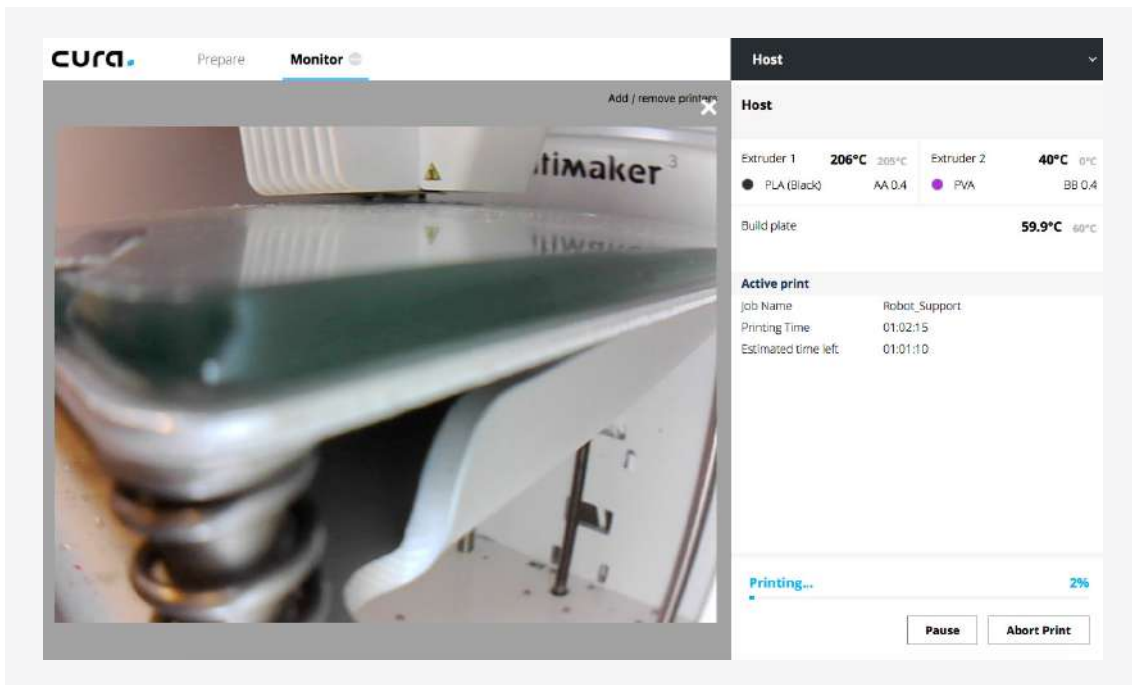 cura.
Prepare
Monitor
Host
Add / remove printers
Host
Extruder 1 206°C 205°C
PLA (Black) AA 0.4
Extruder 2 40°C 0°C
PVA BB 0.4
Build plate 59.9°C 60°C
timaker 3
Active print
Job Name Robot_Support
Printing Time 01:02:15
Estimated time left 01:01:10
Printing... 2%
Pause
Abort Print